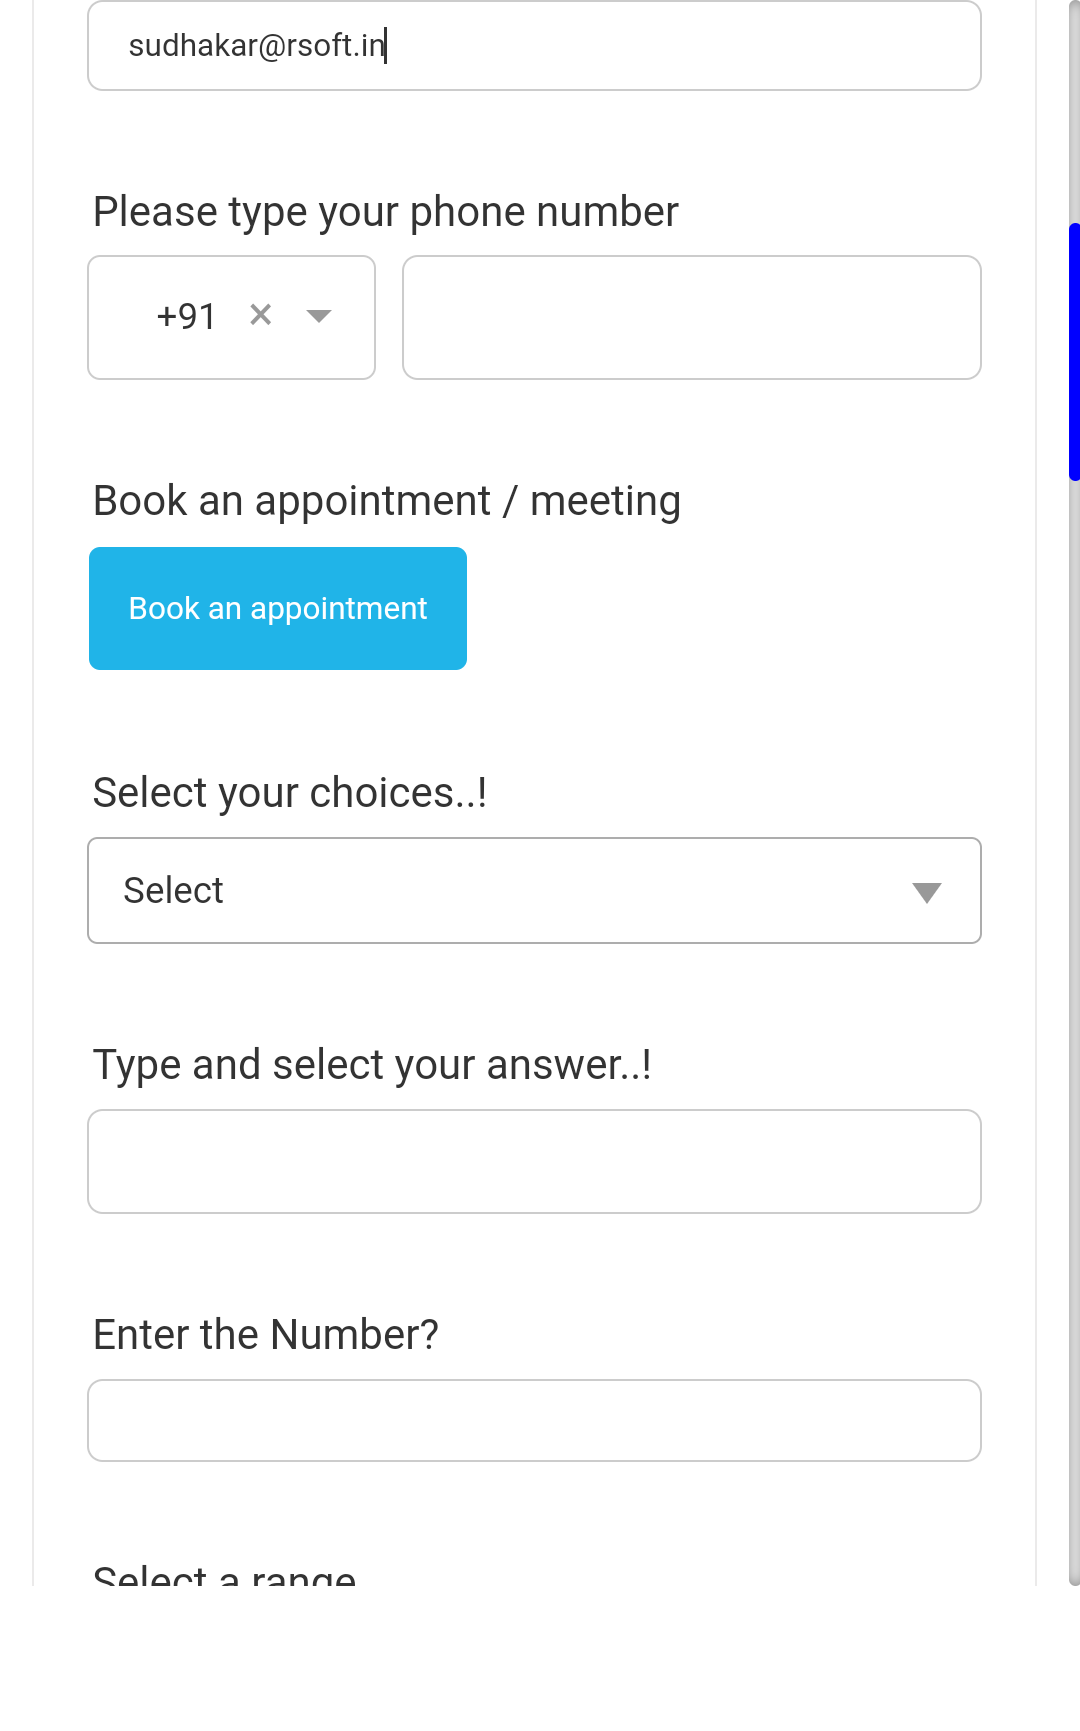 sudhakar@rsoft.in
Please type your phone number
+91
Book an appointment / meeting
Book an appointment
Select your choices..!
Select
Type and select your answer..!
Enter the Number?
Select a range